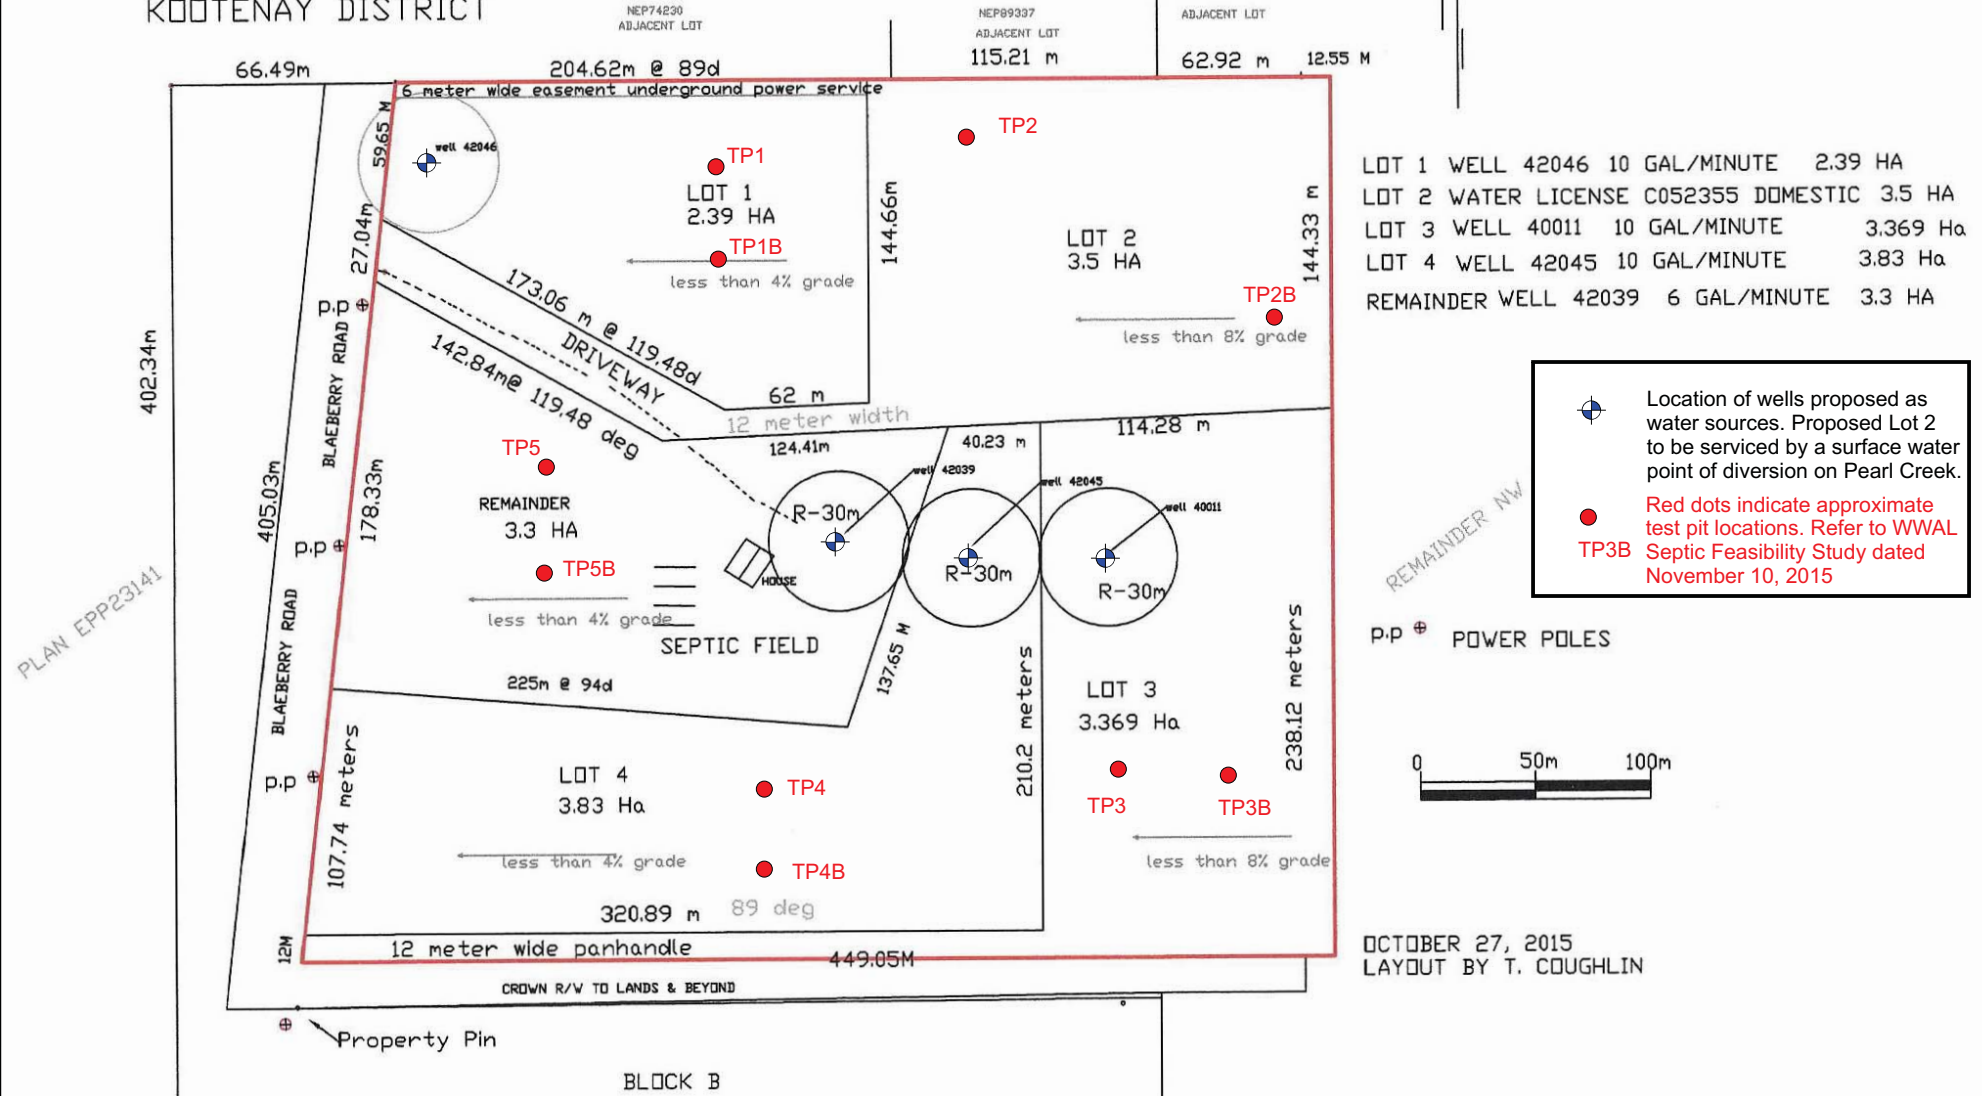 KOOTENAY DISTRICT
NEP74230
ADJACENT LOT
NEP89337
ADJACENT LOT
ADJACENT LOT
66.49m
204.62m @ 89d
115.21 m
62.92 m
12.55 M
6 meter wide easement underground power service
59.65 M
well 42046
TP1
LOT 1
2.39 HA
TP1B
less than 4% grade
144.66m
TP2
LOT 2
3.5 HA
144.33 m
TP2B
less than 8% grade
LOT 1 WELL 42046 10 GAL/MINUTE 2.39 HA
LOT 2 WATER LICENSE C052355 DOMESTIC 3.5 HA
LOT 3 WELL 40011 10 GAL/MINUTE 3.369 Ha
LOT 4 WELL 42045 10 GAL/MINUTE 3.83 Ha
REMAINDER WELL 42039 6 GAL/MINUTE 3.3 HA
27.04m
p.p
173.06 m @ 119.48d
DRIVEWAY
142.84m@ 119.48 deg
62 m
12 meter width
124.41m
40.23 m
114.28 m
402.34m
405.03m
BLAEBERRY ROAD
178.33m
p.p
TP5
REMAINDER
3.3 HA
TP5B
less than 4% grade
HOUSE
SEPTIC FIELD
R-30m
well 42039
R-30m
well 42045
R-30m
well 40011
Location of wells proposed as
water sources. Proposed Lot 2
to be serviced by a surface water
point of diversion on Pearl Creek.
Red dots indicate approximate
test pit locations. Refer to WWAL
TP3B Septic Feasibility Study dated
November 10, 2015
REMAINDER NW
PLAN EPP23141
p.p POWER POLES
225m @ 94d
137.65 M
210.2 meters
238.12 meters
LOT 3
3.369 Ha
TP3
TP3B
less than 8% grade
0 50m 100m
BLAEBERRY ROAD
p.p
107.74 meters
LOT 4
3.83 Ha
TP4
less than 4% grade
TP4B
320.89 m 89 deg
12M
12 meter wide panhandle
449.05M
CROWN R/W TO LANDS & BEYOND
OCTOBER 27, 2015
LAYOUT BY T. COUGHLIN
Property Pin
BLOCK B